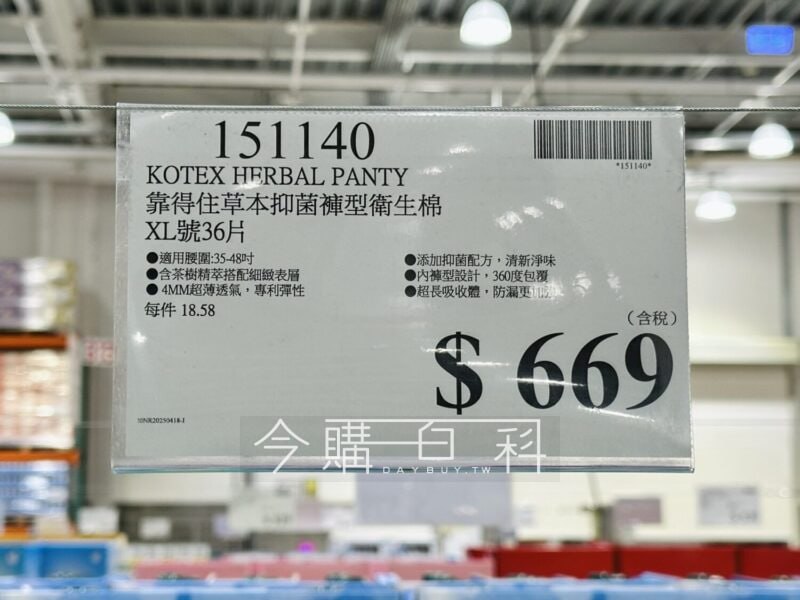 151140
*151140*
KOTEX HERBAL PANTY
靠得住草本抑菌褲型衛生棉
XL號36片
●適用腰圍:35-48吋
●含茶樹精萃搭配細緻表層
● 4MM超薄透氣，專利彈性
●添加抑菌配方，清新淨味
●內褲型設計，360度包覆
●超長吸收體，防漏更
每件 18.58
（含稅）
$ 669
今購百科
DAYBUY.TW